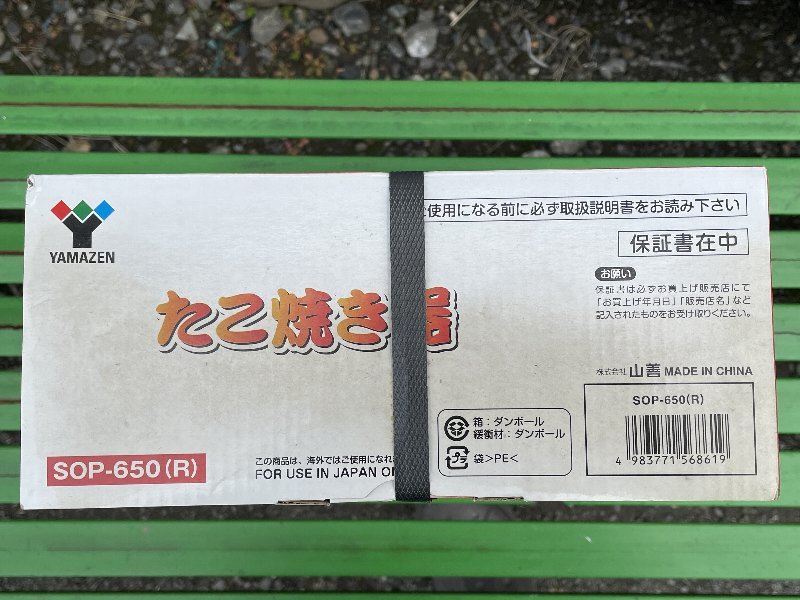 YAMAZEN
使用になる前に必ず取扱説明書をお読み下さい
保証書在中
お願い
保証書は必ずお買上げ販売店にて
「お買上げ年月日」「販売店名」など
記入されたものをお受け取りください。
たこ焼き器
株式会社 山善 MADE IN CHINA
SOP-650(R)
4 983771 568619
箱：ダンボール
緩衝材：ダンボール
プラ 袋>PE<
SOP-650(R)
この商品は、海外ではご使用になれ
FOR USE IN JAPAN O